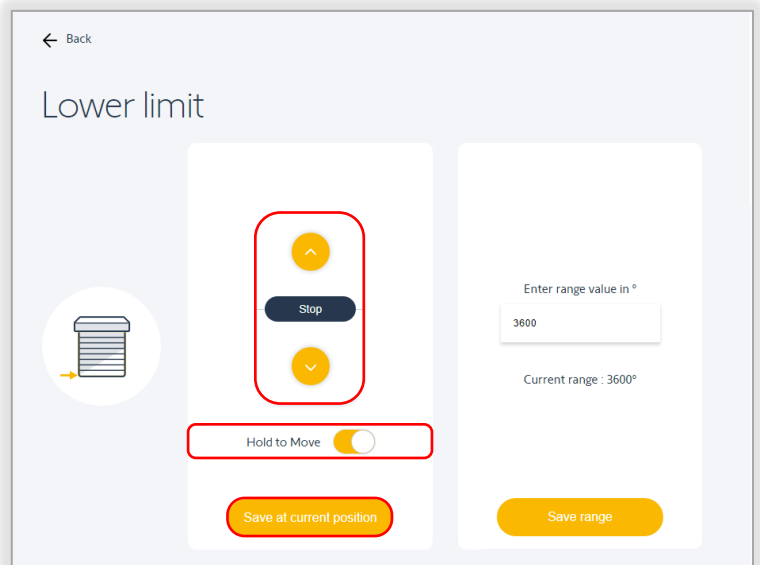 Back
Lower limit
Stop
Hold to Move
Save at current position
Enter range value in °
3600
Current range : 3600°
Save range